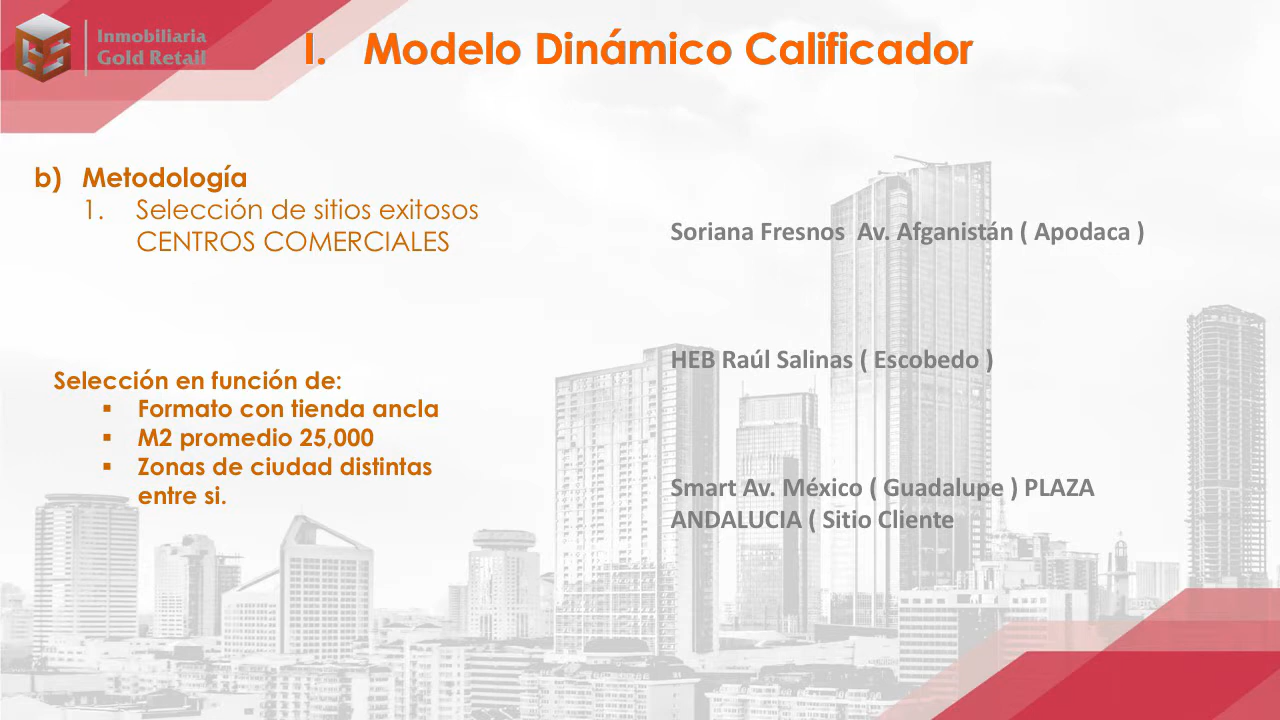 Inmobiliaria
Gold Retail
I. Modelo Dinámico Calificador
b) Metodología
1. Selección de sitios exitosos
CENTROS COMERCIALES
Selección en función de:
▪ Formato con tienda ancla
▪ M2 promedio 25,000
▪ Zonas de ciudad distintas
entre si.
Soriana Fresnos Av. Afganistán ( Apodaca )
HEB Raúl Salinas ( Escobedo )
Smart Av. México ( Guadalupe ) PLAZA
ANDALUCIA ( Sitio Cliente